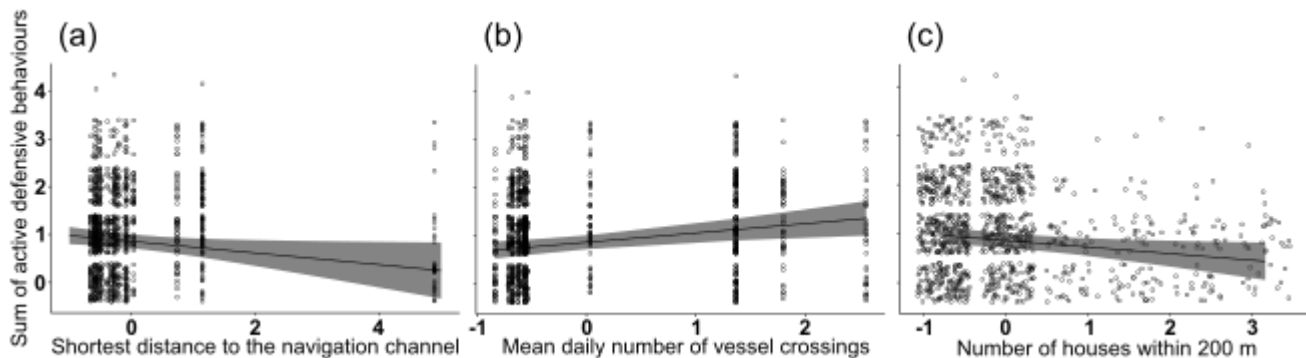 (a)
(b)
(c)
Sum of active defensive behaviours
4
3
2
1
0
0 2 4
-1 0 1 2
-1 0 1 2 3
Shortest distance to the navigation channel
Mean daily number of vessel crossings
Number of houses within 200 m